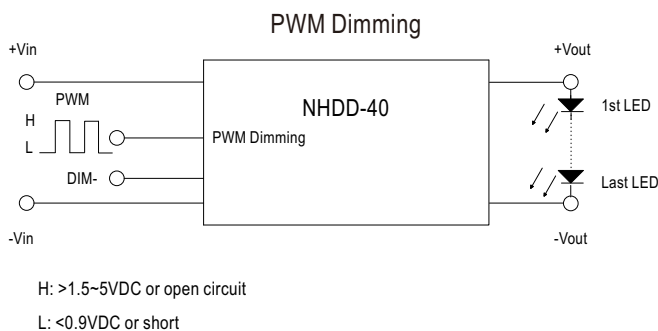 PWM Dimming
+Vin
+Vout
PWM
NHDD-40
1st LED
H
L
PWM Dimming
DIM-
Last LED
-Vin
-Vout
H: >1.5~5VDC or open circuit
L: <0.9VDC or short